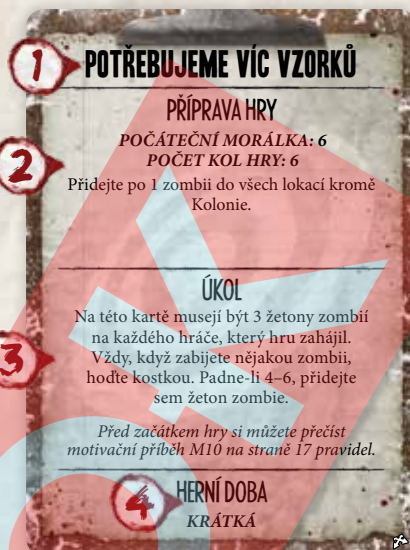 1 POTŘEBUJEME VÍC VZORKŮ
PŘÍPRAVA HRY
2 POČÁTEČNÍ MORÁLKA: 6
POČET KOL HRY: 6
Přidejte po 1 zombii do všech lokací kromě
Kolonie.
ÚKOL
3 Na této kartě musejí být 3 žetony zombií
na každého hráče, který hru zahájil.
Vždy, když zabijete nějakou zombii,
hoďte kostkou. Padne-li 4–6, přidejte
sem žeton zombie.
Před začátkem hry si můžete přečíst
motivační příběh M10 na straně 17 pravidel.
4 HERNÍ DOBA
KRÁTKÁ